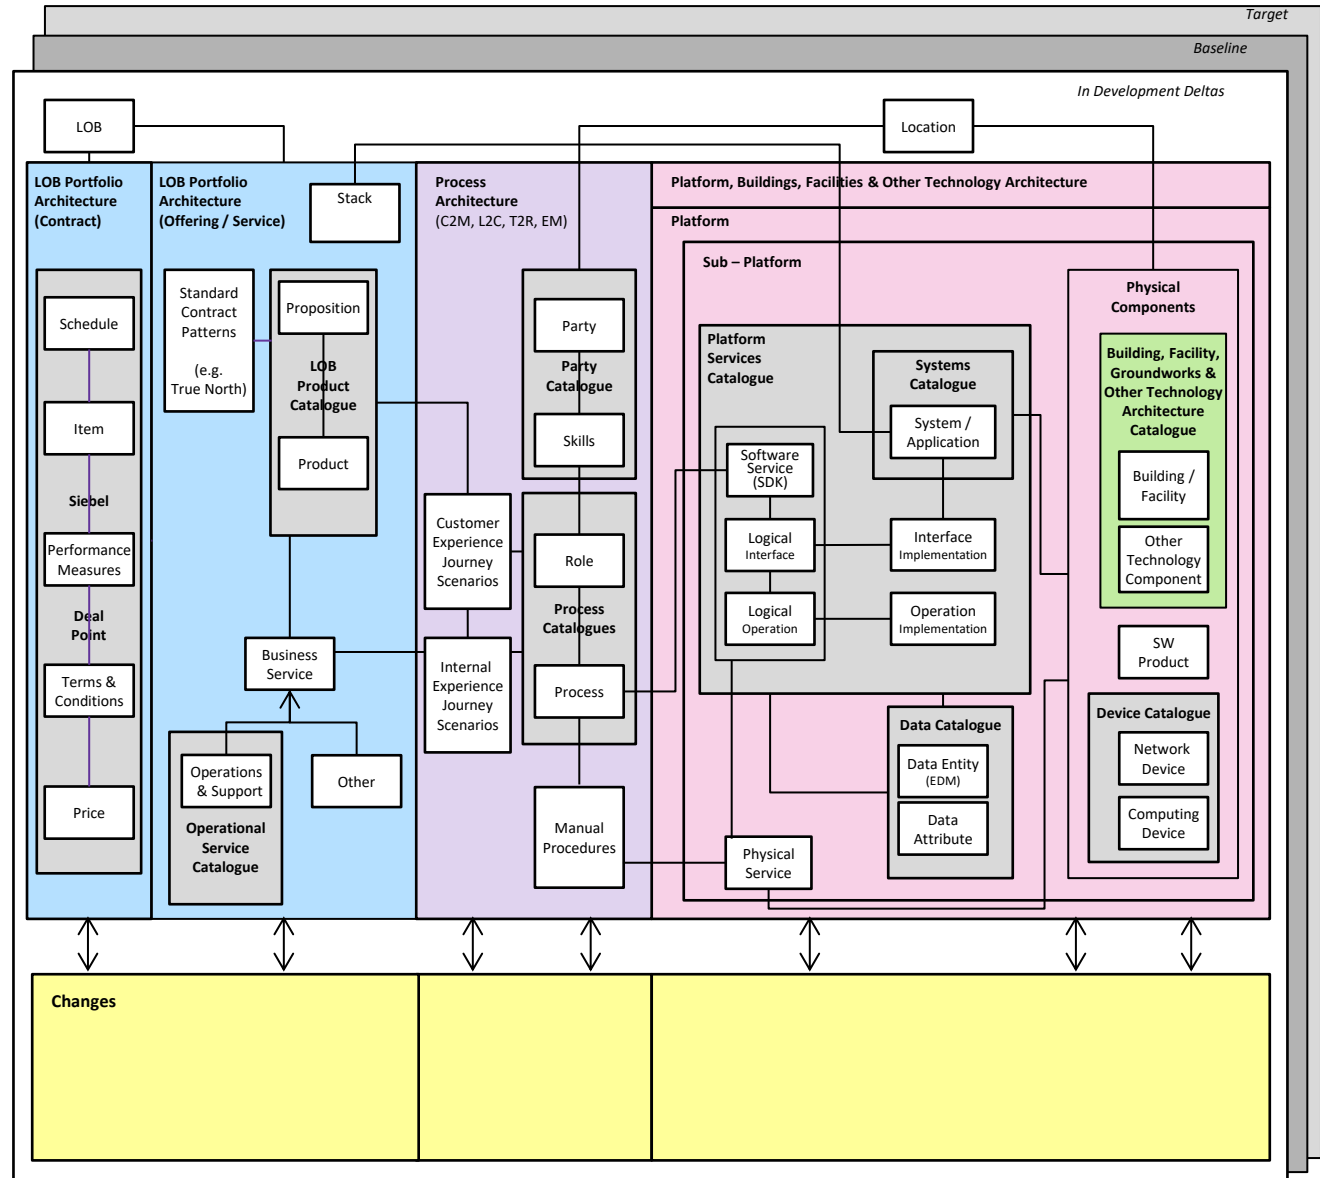 Target
Baseline
In Development Deltas
LOB
Location
LOB Portfolio
Architecture
(Contract)
LOB Portfolio
Architecture
(Offering / Service)
Stack
Process
Architecture
(C2M, L2C, T2R, EM)
Platform, Buildings, Facilities & Other Technology Architecture
Platform
Sub – Platform
Schedule
Item
Siebel
Performance
Measures
Deal
Point
Terms &
Conditions
Price
Standard
Contract
Patterns
(e.g.
True North)
Proposition
LOB
Product
Catalogue
Product
Business
Service
Operations
& Support
Operational
Service
Catalogue
Other
Customer
Experience
Journey
Scenarios
Internal
Experience
Journey
Scenarios
Party
Party
Catalogue
Skills
Role
Process
Catalogues
Process
Manual
Procedures
Platform
Services
Catalogue
Systems
Catalogue
System /
Application
Software
Service
(SDK)
Logical
Interface
Interface
Implementation
Logical
Operation
Operation
Implementation
Data Catalogue
Data Entity
(EDM)
Data
Attribute
Physical
Service
Physical
Components
Building, Facility,
Groundworks &
Other Technology
Architecture
Catalogue
Building /
Facility
Other
Technology
Component
SW
Product
Device Catalogue
Network
Device
Computing
Device
Changes